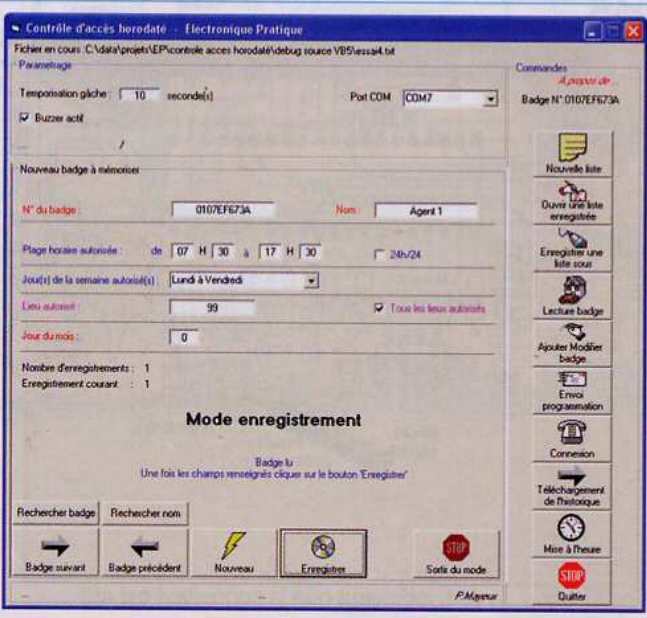 Contrôle d'accès horodaté - Electronique Pratique
Fichier en cours C:\data\projets\EP\controle acces horodaté\debug source VB5\essai4.txt
Parametrage
Temporisation gâche : 10 seconde(s)
Port COM COM7
Buzzer actif
/
Nouveau badge à mémoriser
N° du badge : 0107EF673A
Nom : Agent 1
Plage horaire autorisée : de 07 H 30 à 17 H 30
24h/24
Jour(s) de la semaine autorisé(s) : Lundi à Vendredi
Lieu autorisé : 99
Tous les lieux autorisés
Jour du mois : 0
Nombre d'enregistrements : 1
Enregistrement courant : 1
Mode enregistrement
Badge lu
Une fois les champs renseignés cliquer sur le bouton 'Enregistrer'
Rechercher badge
Rechercher nom
Badge suivant
Badge précédent
Nouveau
Enregistrer
STOP
Sortir du mode
P.Mayeux
Commandes
A propos de ...
Badge N°:0107EF673A
Nouvelle liste
Ouvrir une liste
enregistrée
Enregistrer une
liste sous
Lecture badge
Ajouter Modifier
badge
Envoi
programmation
Connexion
Téléchargement
de l'historique
Mise à l'heure
STOP
Quitter